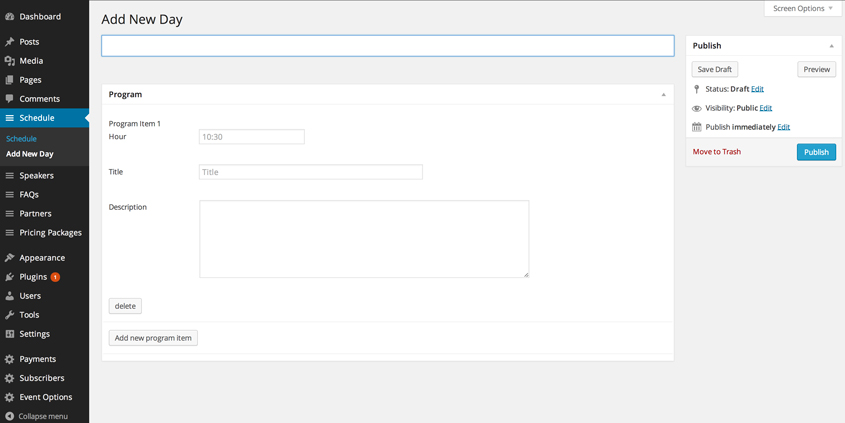 Dashboard
Posts
Media
Pages
Comments
Schedule
Schedule
Add New Day
Speakers
FAQs
Partners
Pricing Packages
Appearance
Plugins 1
Users
Tools
Settings
Payments
Subscribers
Event Options
Collapse menu
Screen Options
Add New Day
Program
Program Item 1
Hour 10:30
Title Title
Description
delete
Add new program item
Publish
Save Draft Preview
Status: Draft Edit
Visibility: Public Edit
Publish immediately Edit
Move to Trash Publish